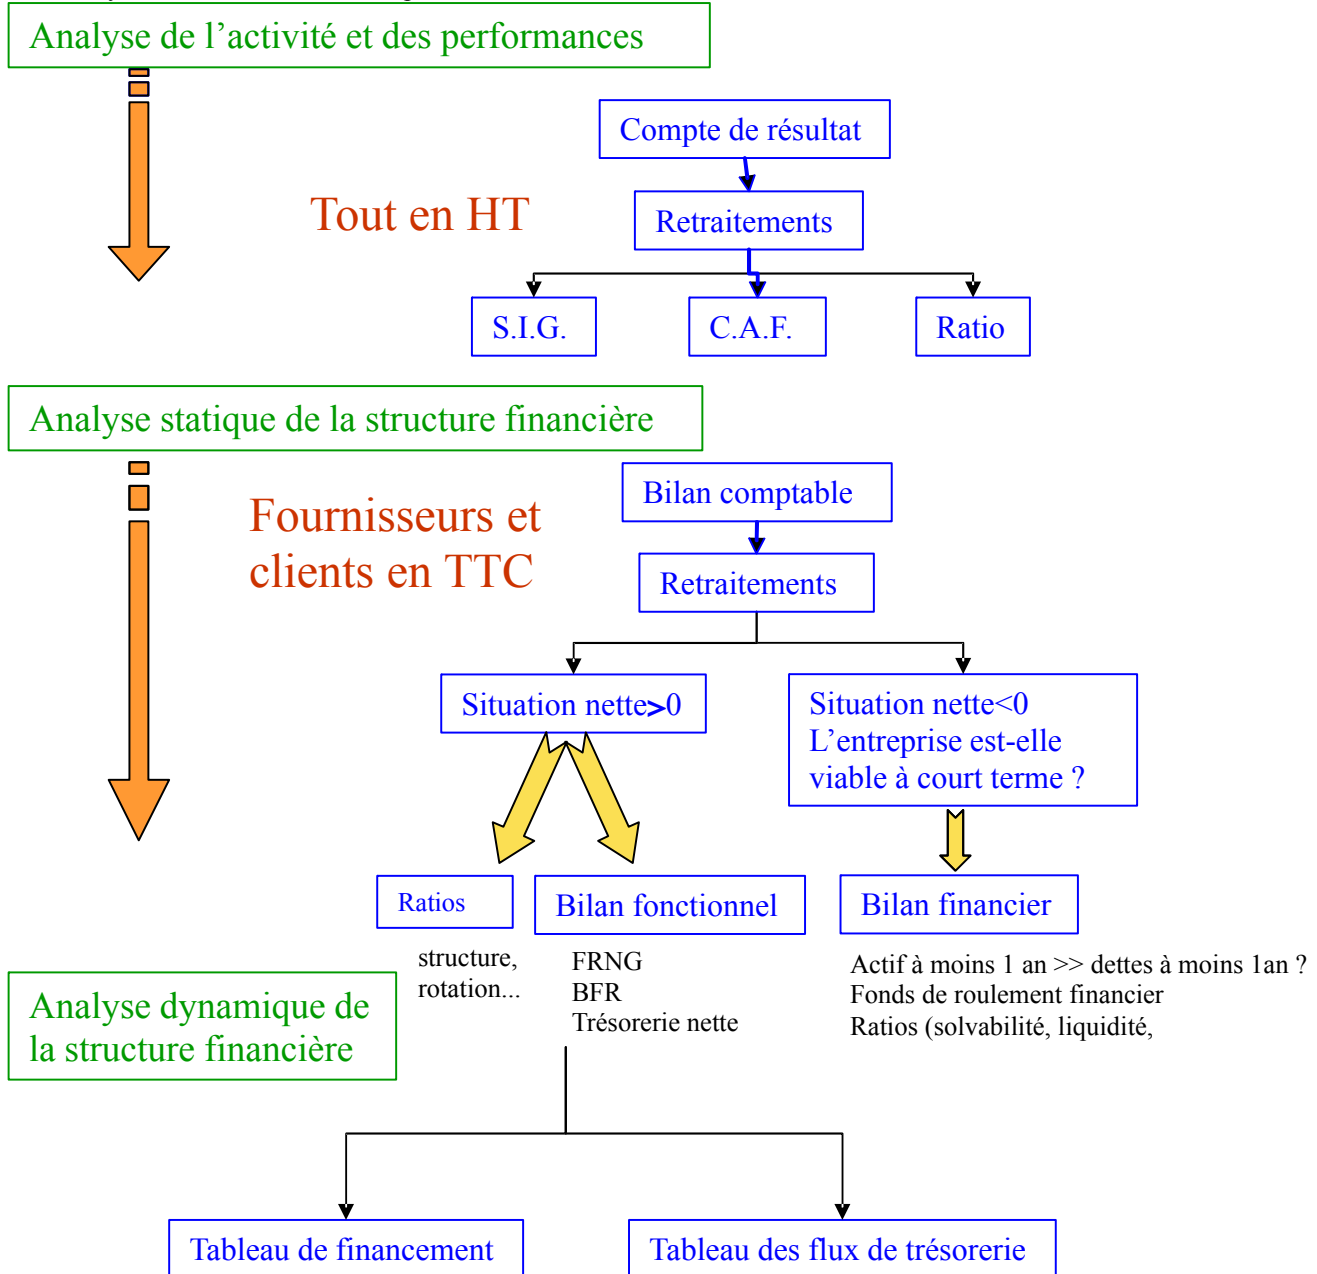 Analyse de l’activité et des performances
Compte de résultat
Tout en HT
Retraitements
S.I.G.
C.A.F.
Ratio
Analyse statique de la structure financière
Bilan comptable
Fournisseurs et
clients en TTC
Retraitements
Situation nette>0
Situation nette<0
L’entreprise est-elle
viable à court terme ?
Ratios
Bilan fonctionnel
Bilan financier
structure,
rotation...
FRNG
BFR
Trésorerie nette
Actif à moins 1 an >> dettes à moins 1an ?
Fonds de roulement financier
Ratios (solvabilité, liquidité,
Analyse dynamique de
la structure financière
Tableau de financement
Tableau des flux de trésorerie